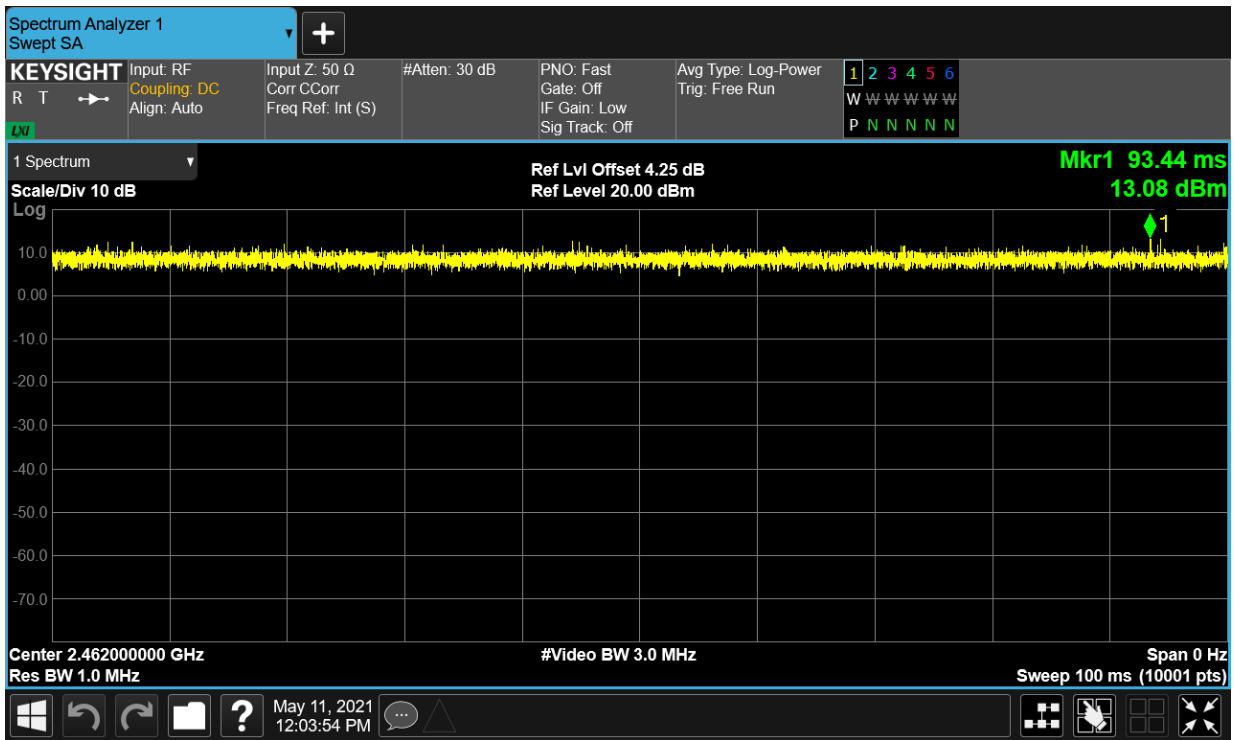 Spectrum Analyzer 1
Swept SA
+
KEYSIGHT
R T
LXI
Input: RF
Coupling: DC
Align: Auto
Input Z: 50 Ω
Corr CCorr
Freq Ref: Int (S)
#Atten: 30 dB
PNO: Fast
Gate: Off
IF Gain: Low
Sig Track: Off
Avg Type: Log-Power
Trig: Free Run
1 2 3 4 5 6
W W W W W W
P N N N N N
1 Spectrum
Scale/Div 10 dB
Log
Ref Lvl Offset 4.25 dB
Ref Level 20.00 dBm
Mkr1 93.44 ms
13.08 dBm
1
10.0
0.00
-10.0
-20.0
-30.0
-40.0
-50.0
-60.0
-70.0
Center 2.462000000 GHz
Res BW 1.0 MHz
#Video BW 3.0 MHz
Span 0 Hz
Sweep 100 ms (10001 pts)
?
May 11, 2021
12:03:54 PM